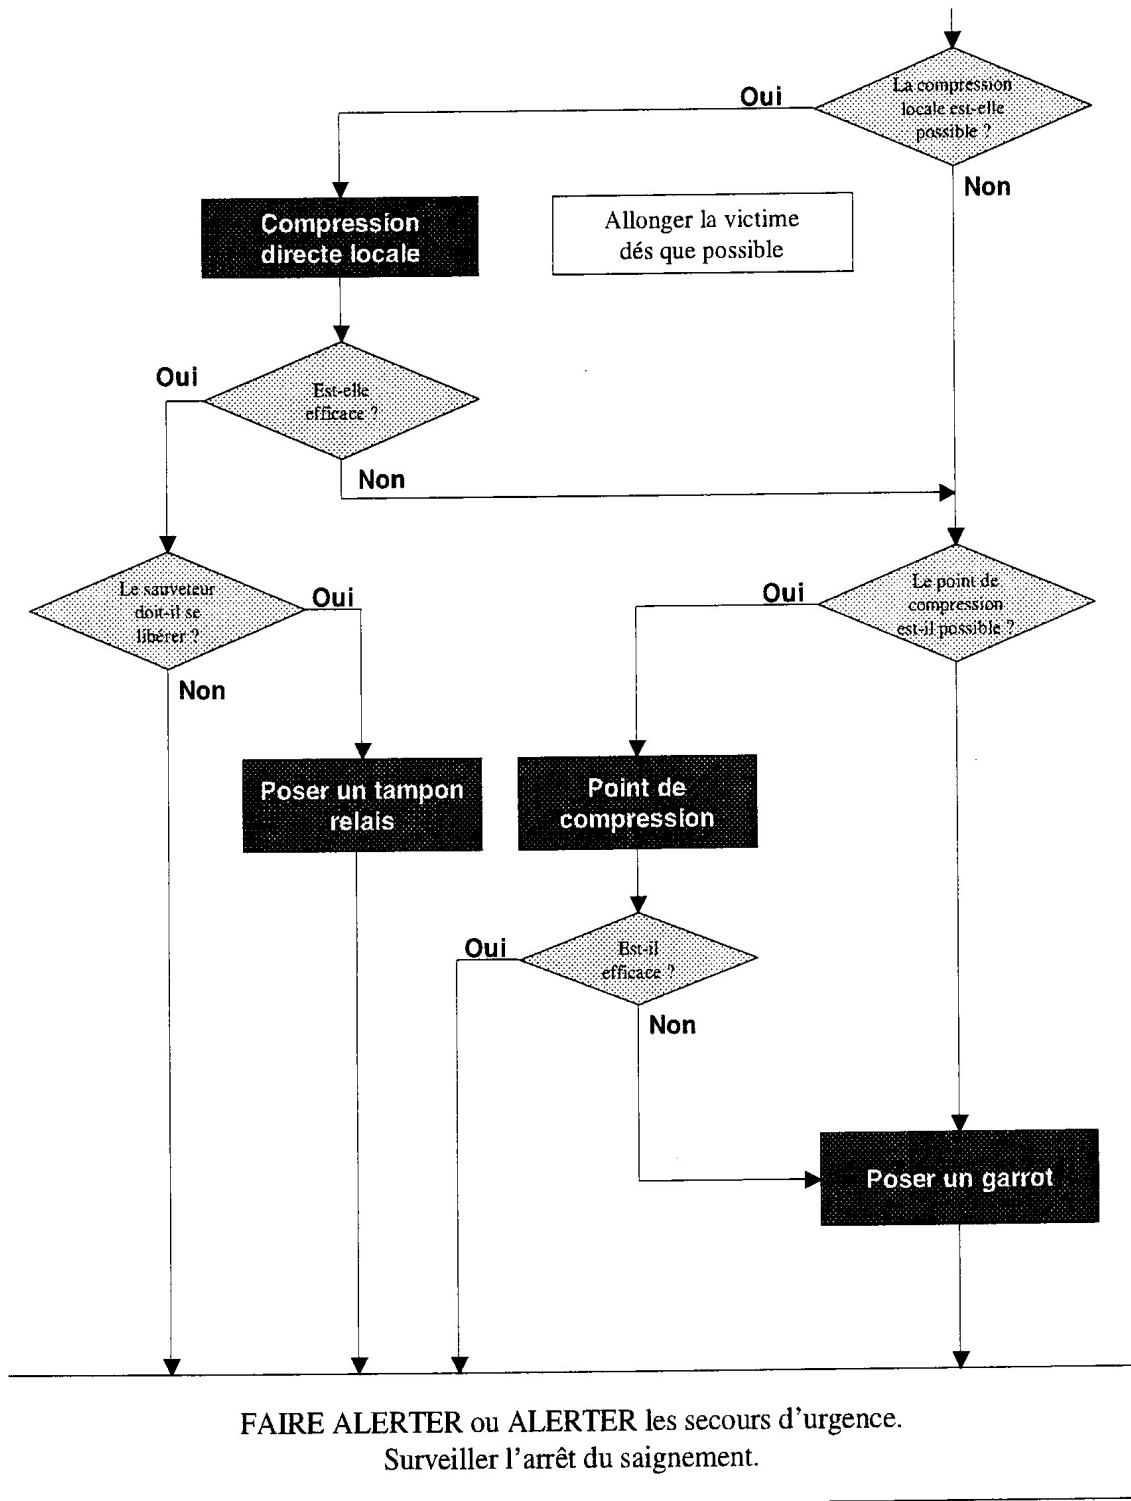 La compression
locale est-elle
possible ?
Oui
Non
Compression
directe locale
Allonger la victime
dés que possible
Est-elle
efficace ?
Oui
Non
Le sauveteur
doit-il se
libérer ?
Oui
Non
Le point de
compression
est-il possible ?
Oui
Poser un tampon
relais
Point de
compression
Est-il
efficace ?
Oui
Non
Poser un garrot
FAIRE ALERTER ou ALERTER les secours d'urgence.
Surveiller l'arrêt du saignement.